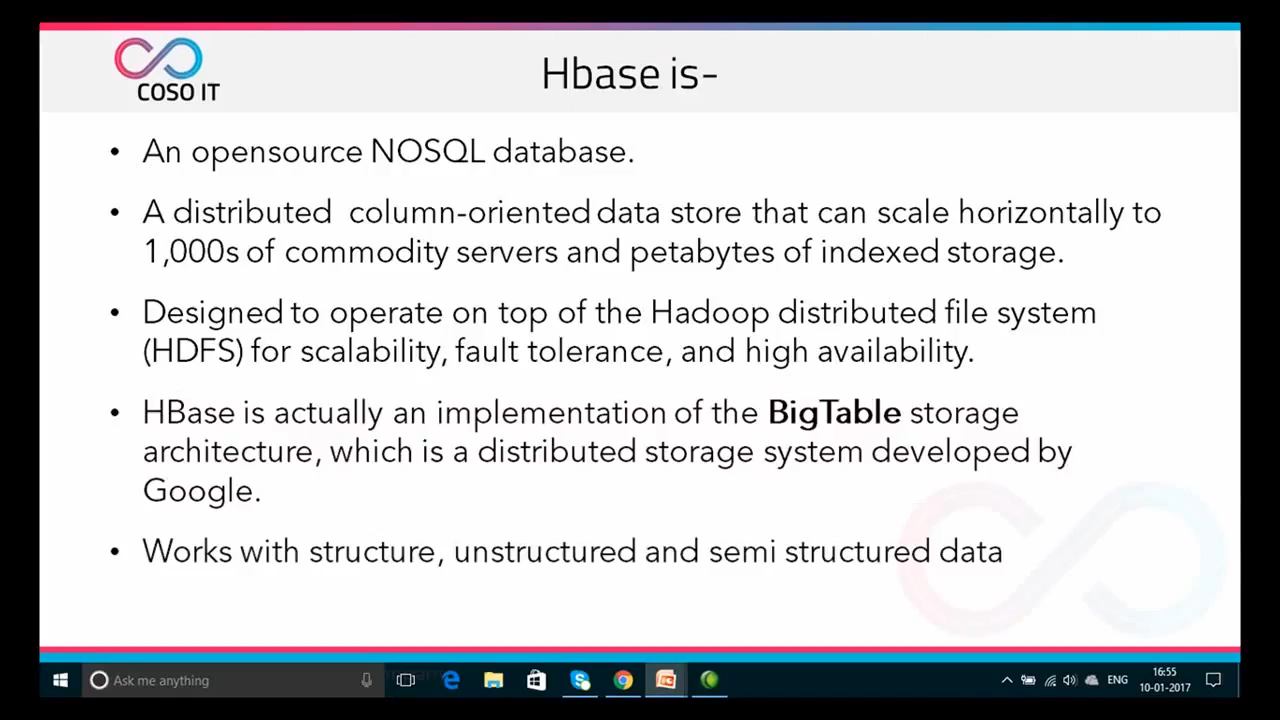 COSO IT
Hbase is-
• An opensource NOSQL database.
• A distributed column-oriented data store that can scale horizontally to
1,000s of commodity servers and petabytes of indexed storage.
• Designed to operate on top of the Hadoop distributed file system
(HDFS) for scalability, fault tolerance, and high availability.
• HBase is actually an implementation of the BigTable storage
architecture, which is a distributed storage system developed by
Google.
• Works with structure, unstructured and semi structured data
Ask me anything
ENG
16:55
10-01-2017